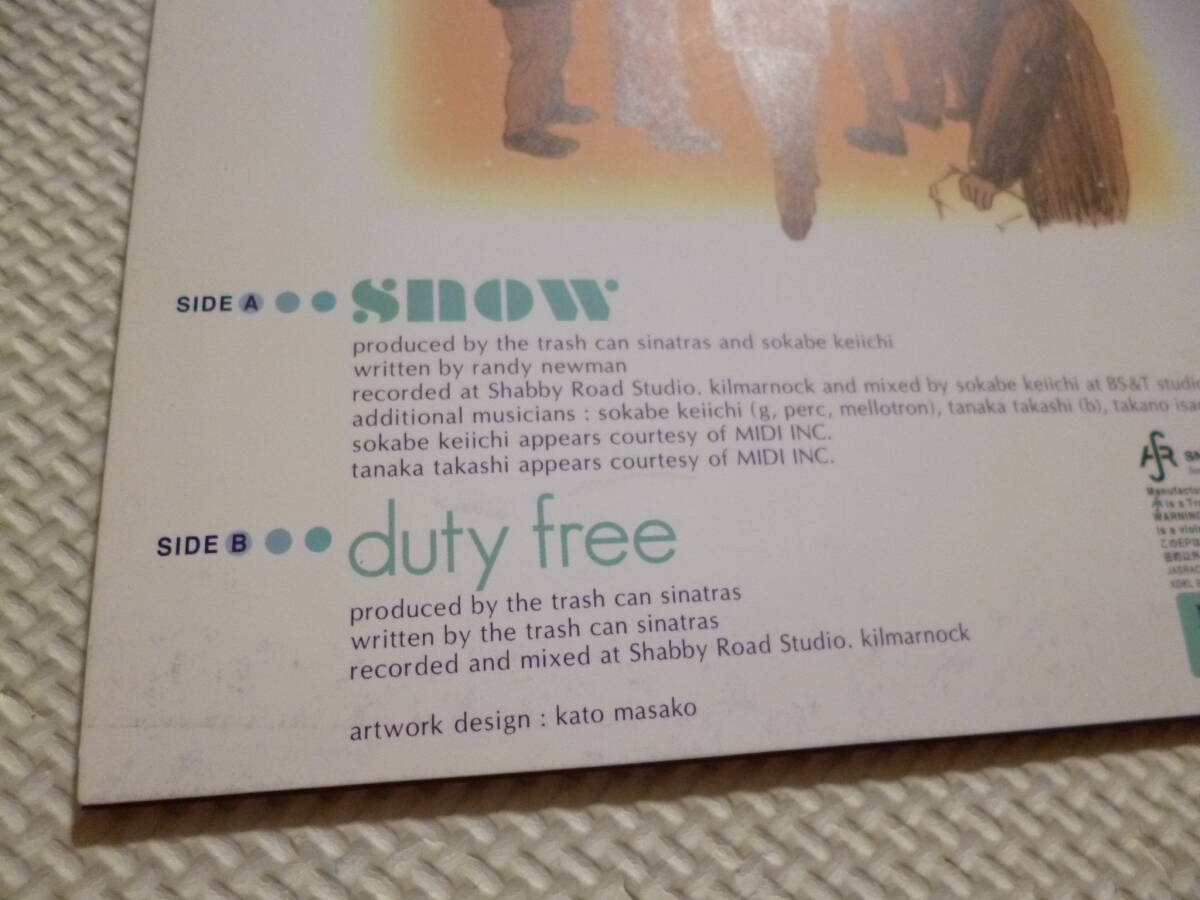 SIDE A snow
produced by the trash can sinatras and sokabe keiichi
written by randy newman
recorded at Shabby Road Studio. kilmarnock and mixed by sokabe keiichi at BS&T
additional musicians : sokabe keiichi (g, perc, mellotron), tanaka takashi (b), takano
sokabe keiichi appears courtesy of MIDI INC.
tanaka takashi appears courtesy of MIDI INC.
SIDE B duty free
produced by the trash can sinatras
written by the trash can sinatras
recorded and mixed at Shabby Road Studio. kilmarnock
artwork design : kato masako
is a
WARNING
is a
JASRAC